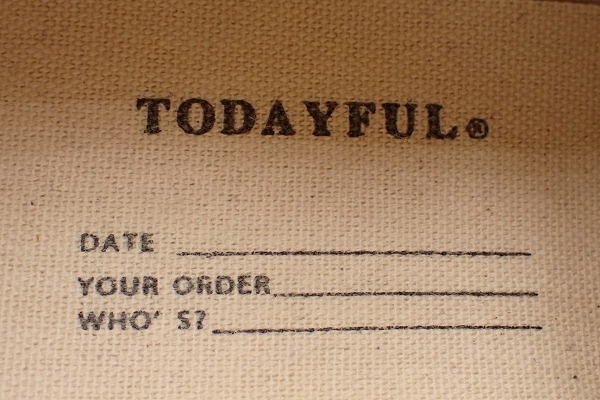 TODAYFUL®
DATE
YOUR ORDER
WHO' S?